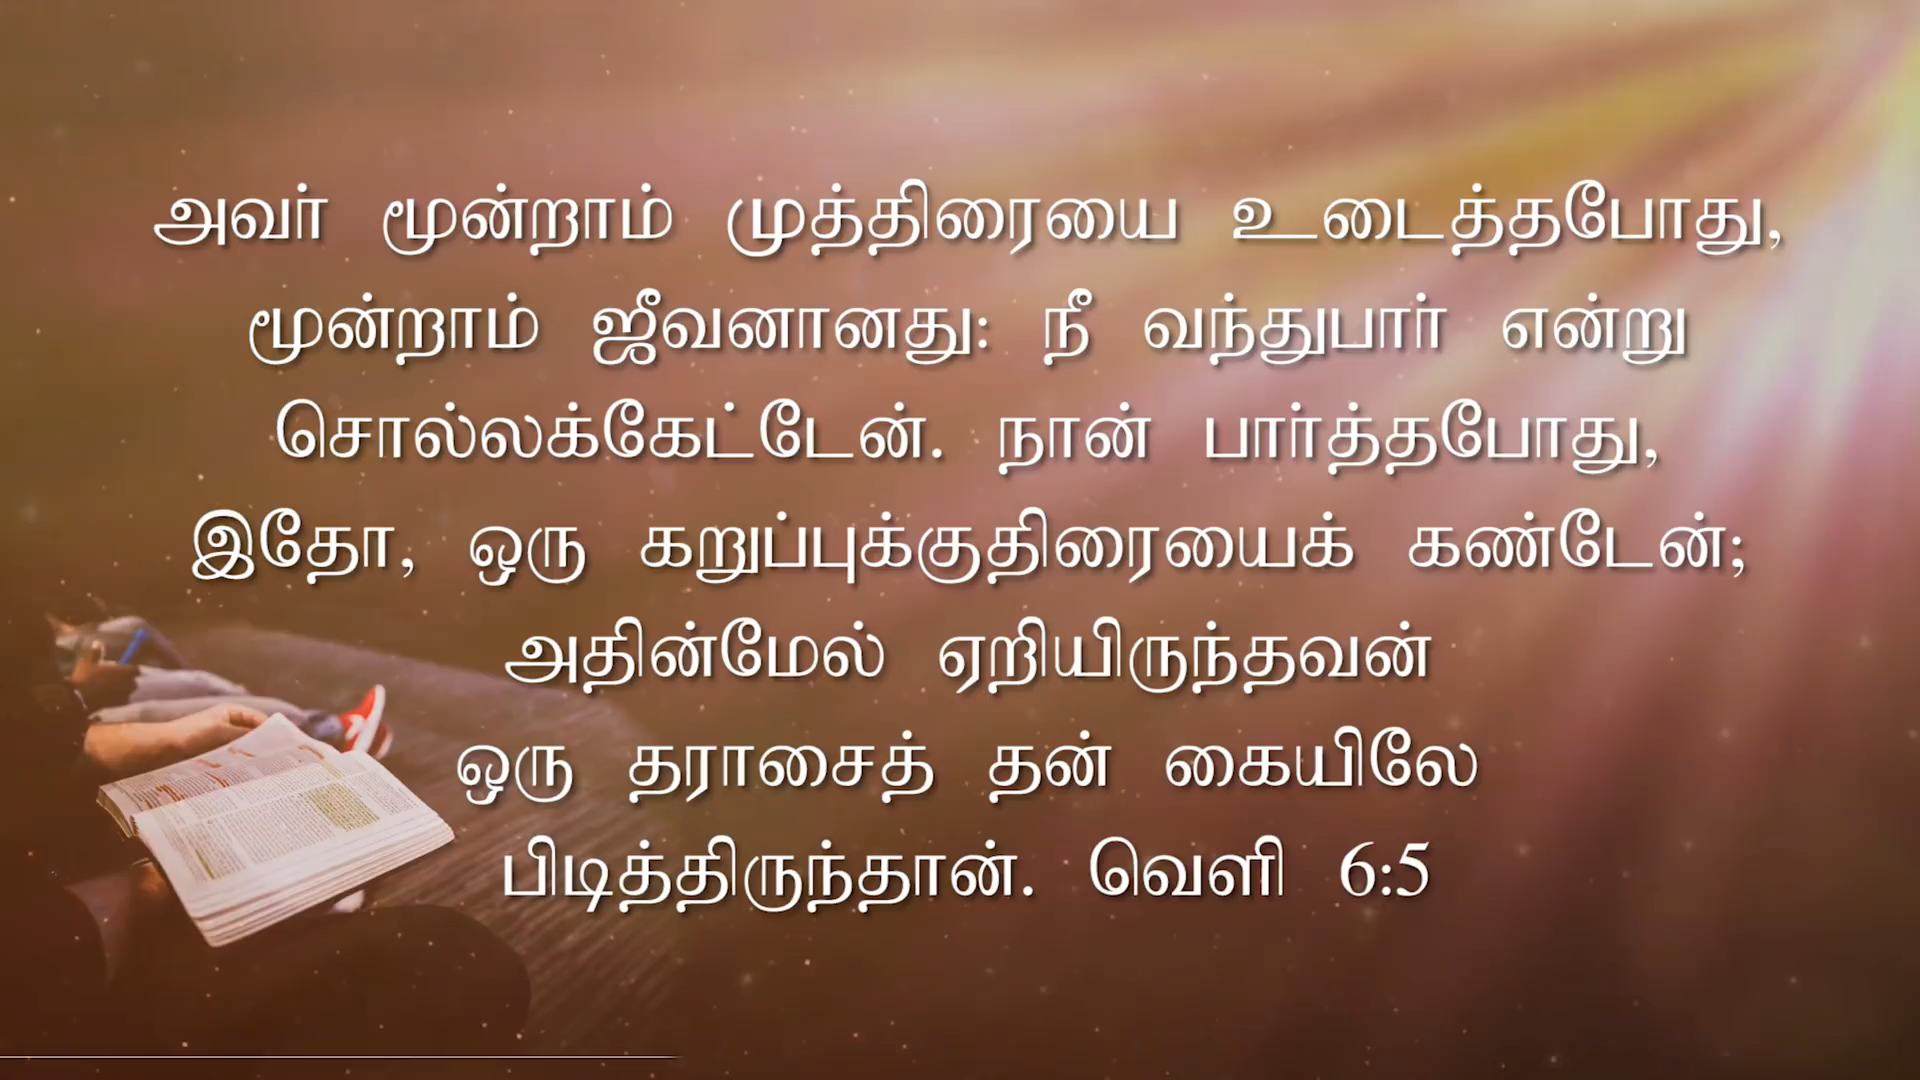 அவர் மூன்றாம் முத்திரையை உடைத்தபோது,
மூன்றாம் ஜீவனானது: நீ வந்துபார் என்று
சொல்லக்கேட்டேன். நான் பார்த்தபோது,
இதோ, ஒரு கறுப்புக்குதிரையைக் கண்டேன்;
அதின்மேல் ஏறியிருந்தவன்
ஒரு தராசைத் தன் கையிலே
பிடித்திருந்தான். வெளி 6:5